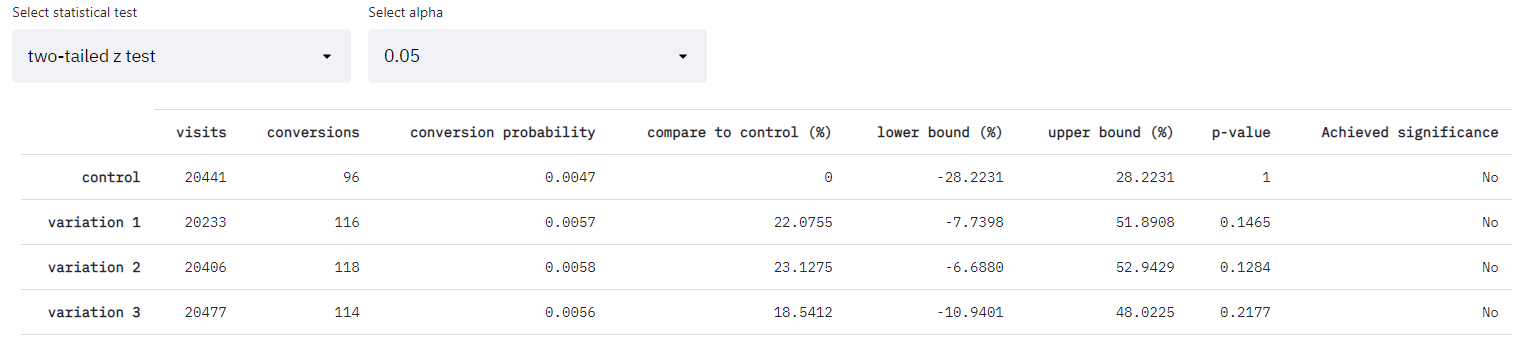 Select statistical test Select alpha
two-tailed z test 0.05
visits conversions conversion probability compare to control (%) lower bound (%) upper bound (%) p-value Achieved significance
control 20441 96 0.0047 0 -28.2231 28.2231 1 No
variation 1 20233 116 0.0057 22.0755 -7.7398 51.8908 0.1465 No
variation 2 20406 118 0.0058 23.1275 -6.6880 52.9429 0.1284 No
variation 3 20477 114 0.0056 18.5412 -10.9401 48.0225 0.2177 No